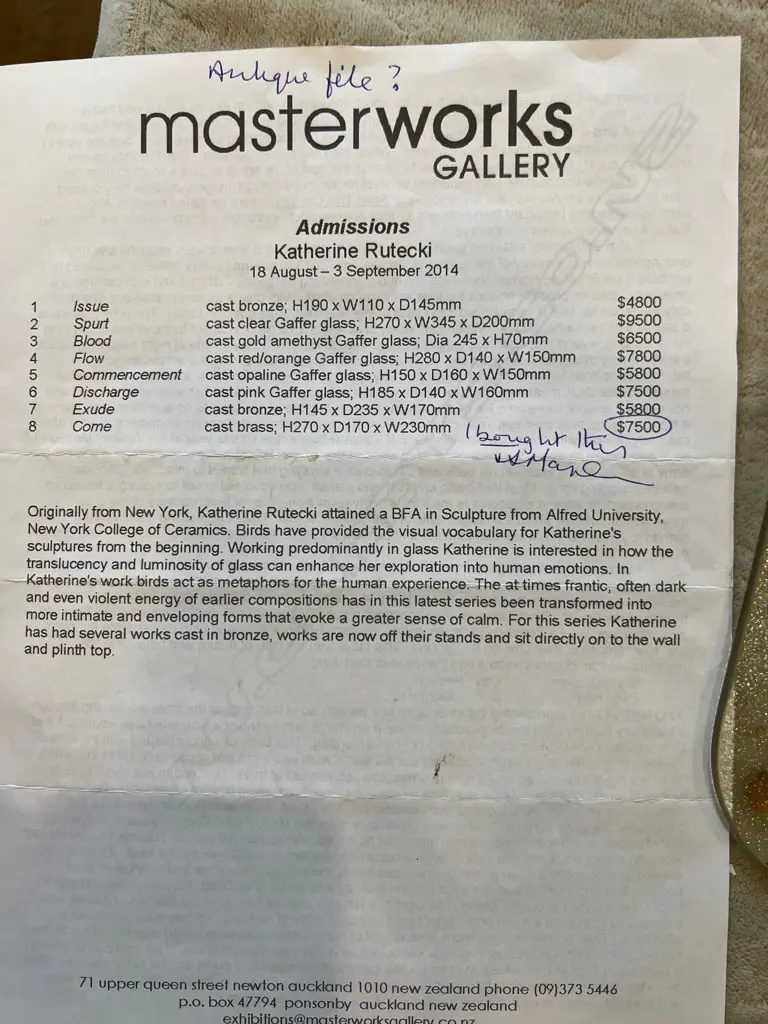 Antique file?
masterworks
GALLERY
Admissions
Katherine Rutecki
18 August – 3 September 2014
1 Issue cast bronze; H190 x W110 x D145mm $4800
2 Spurt cast clear Gaffer glass; H270 x W345 x D200mm $9500
3 Blood cast gold amethyst Gaffer glass; Dia 245 x H70mm $6500
4 Flow cast red/orange Gaffer glass; H280 x D140 x W150mm $7800
5 Commencement cast opaline Gaffer glass; H150 x D160 x W150mm $5800
6 Discharge cast pink Gaffer glass; H185 x D140 x W160mm $7500
7 Exude cast bronze; H145 x D235 x W170mm $5800
8 Come cast brass; H270 x D170 x W230mm $7500
I bought this
Originally from New York, Katherine Rutecki attained a BFA in Sculpture from Alfred University,
New York College of Ceramics. Birds have provided the visual vocabulary for Katherine's
sculptures from the beginning. Working predominantly in glass Katherine is interested in how the
translucency and luminosity of glass can enhance her exploration into human emotions. In
Katherine's work birds act as metaphors for the human experience. The at times frantic, often dark
and even violent energy of earlier compositions has in this latest series been transformed into
more intimate and enveloping forms that evoke a greater sense of calm. For this series Katherine
has had several works cast in bronze, works are now off their stands and sit directly on to the wall
and plinth top.
71 upper queen street newton auckland 1010 new zealand phone (09)373 5446
p.o. box 47794 ponsonby auckland new zealand
exhibitions@masterworksgallery.co.nz